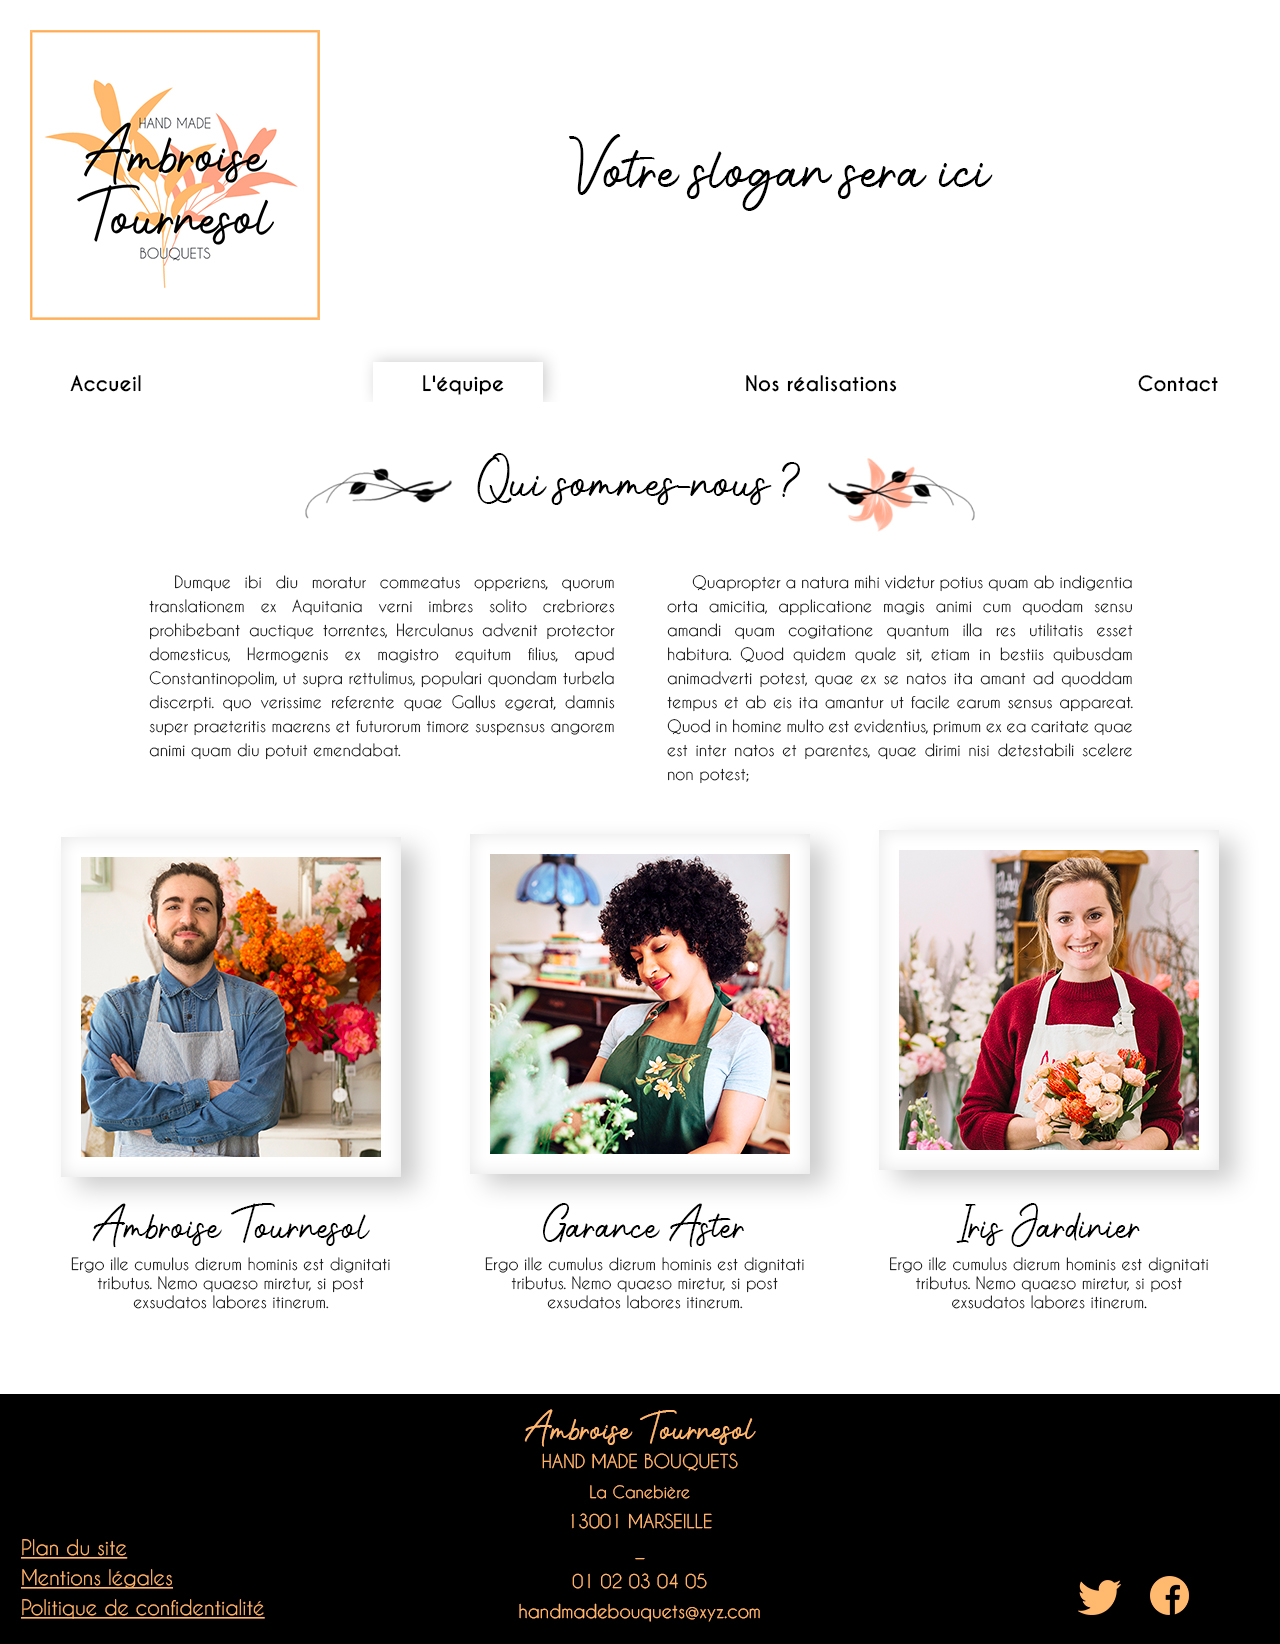 HAND MADE
Ambroise
Tournesol
BOUQUETS
Votre slogan sera ici
Accueil
L'équipe
Nos réalisations
Contact
Qui sommes-nous ?
Dumque ibi diu moratur commeatus opperiens, quorum
translationem ex Aquitania verni imbres solito crebriores
prohibebant auctique torrentes, Herculanus advenit protector
domesticus, Hermogenis ex magistro equitum filius, apud
Constantinopolim, ut supra rettulimus, populari quondam turbela
discerpti. quo verissime referente quae Gallus egerat, damnis
super praeteritis maerens et futurorum timore suspensus angorem
animi quam diu potuit emendabat.
Quapropter a natura mihi videtur potius quam ab indigentia
orta amicitia, applicatione magis animi cum quodam sensu
amandi quam cogitatione quantum illa res utilitatis esset
habitura. Quod quidem quale sit, etiam in bestiis quibusdam
animadverti potest, quae ex se natos ita amant ad quoddam
tempus et ab eis ita amantur ut facile earum sensus appareat.
Quod in homine multo est evidentius, primum ex ea caritate quae
est inter natos et parentes, quae dirimi nisi detestabili scelere
non potest;
Ambroise Tournesol
Ergo ille cumulus dierum hominis est dignitati
tributus. Nemo quaeso miretur, si post
exsudatos labores itinerum.
Garance Aster
Ergo ille cumulus dierum hominis est dignitati
tributus. Nemo quaeso miretur, si post
exsudatos labores itinerum.
Iris Jardinier
Ergo ille cumulus dierum hominis est dignitati
tributus. Nemo quaeso miretur, si post
exsudatos labores itinerum.
Ambroise Tournesol
HAND MADE BOUQUETS
La Canebière
13001 MARSEILLE
_
01 02 03 04 05
handmadebouquets@xyz.com
Plan du site
Mentions légales
Politique de confidentialité